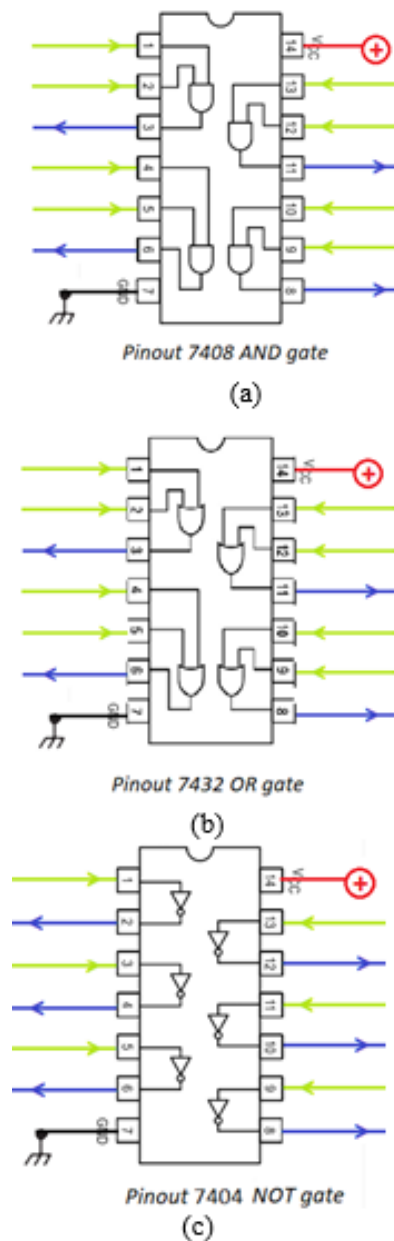 1 14 VCC
2 13
3 12
4 11
5 10
6 9
7 GND 8
Pinout 7408 AND gate
(a)
1 14 VCC
2 13
3 12
4 11
5 10
6 9
7 GND 8
Pinout 7432 OR gate
(b)
1 14 VCC
2 13
3 12
4 11
5 10
6 9
7 GND 8
Pinout 7404 NOT gate
(c)